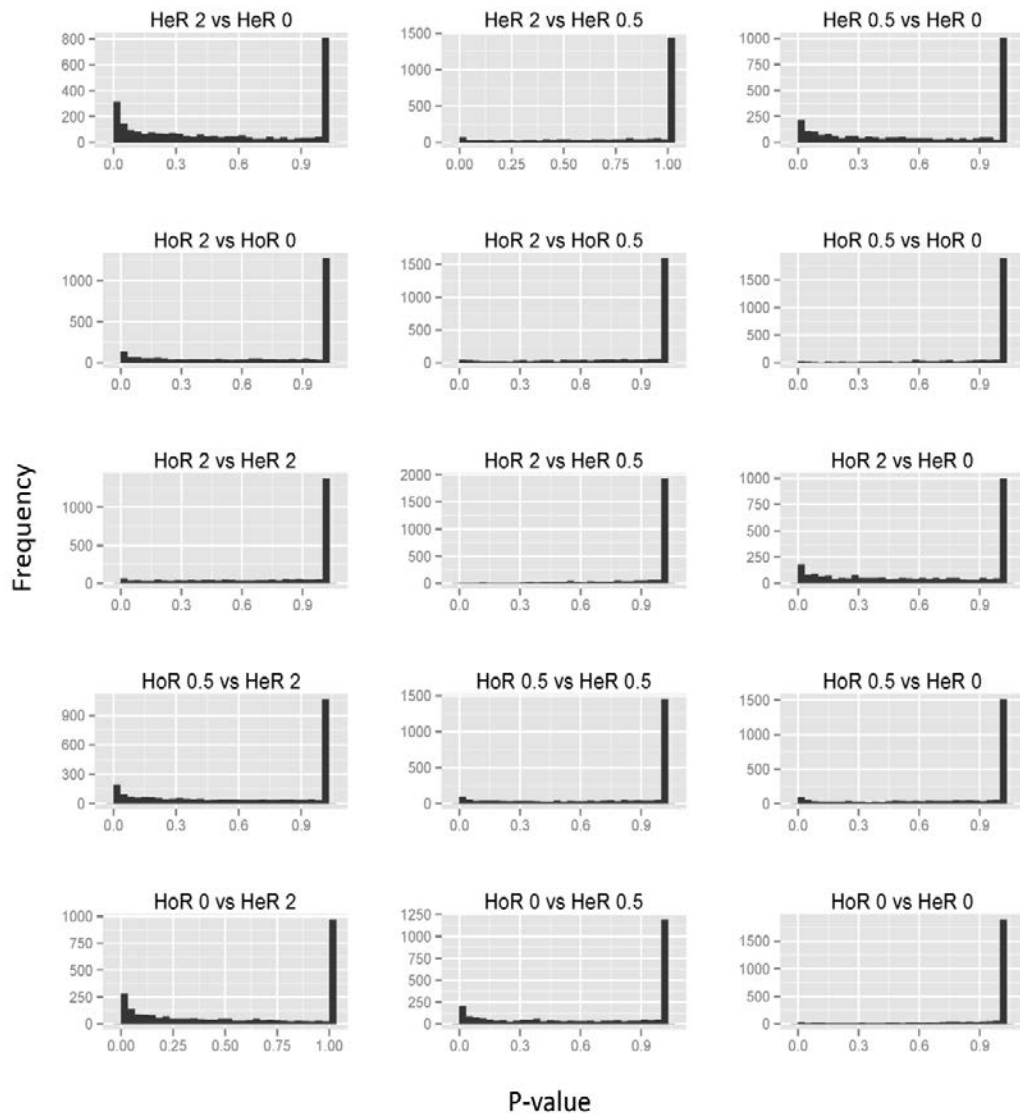 HeR 2 vs HeR 0 HeR 2 vs HeR 0.5 HeR 0.5 vs HeR 0
800 1500 1000
600 1000 750
400 500 500
200 0 250
0 0
0.0 0.3 0.6 0.9 0.00 0.25 0.50 0.75 1.00 0.0 0.3 0.6 0.9
HoR 2 vs HoR 0 HoR 2 vs HoR 0.5 HoR 0.5 vs HoR 0
1000 1500 1500
500 1000 1000
0 500 500
0 0
0.0 0.3 0.6 0.9 0.0 0.3 0.6 0.9 0.0 0.3 0.6 0.9
Frequency
HoR 2 vs HeR 2 HoR 2 vs HeR 0.5 HoR 2 vs HeR 0
1000 2000 1000
500 1500 750
0 1000 500
500 250
0 0
0.0 0.3 0.6 0.9 0.0 0.3 0.6 0.9 0.0 0.3 0.6 0.9
HoR 0.5 vs HeR 2 HoR 0.5 vs HeR 0.5 HoR 0.5 vs HeR 0
900 1500 1500
600 1000 1000
300 500 500
0 0 0
0.0 0.3 0.6 0.9 0.0 0.3 0.6 0.9 0.0 0.3 0.6 0.9
HoR 0 vs HeR 2 HoR 0 vs HeR 0.5 HoR 0 vs HeR 0
1000 1250 1500
750 1000 1000
500 750 500
250 500 0
0 250
0
0.00 0.25 0.50 0.75 1.00 0.0 0.3 0.6 0.9 0.0 0.3 0.6 0.9
P-value